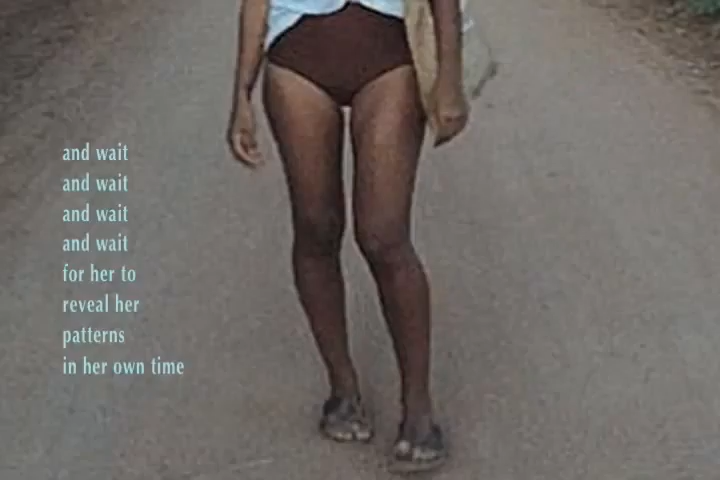 and wait
and wait
and wait
and wait
for her to
reveal her
patterns
in her own time